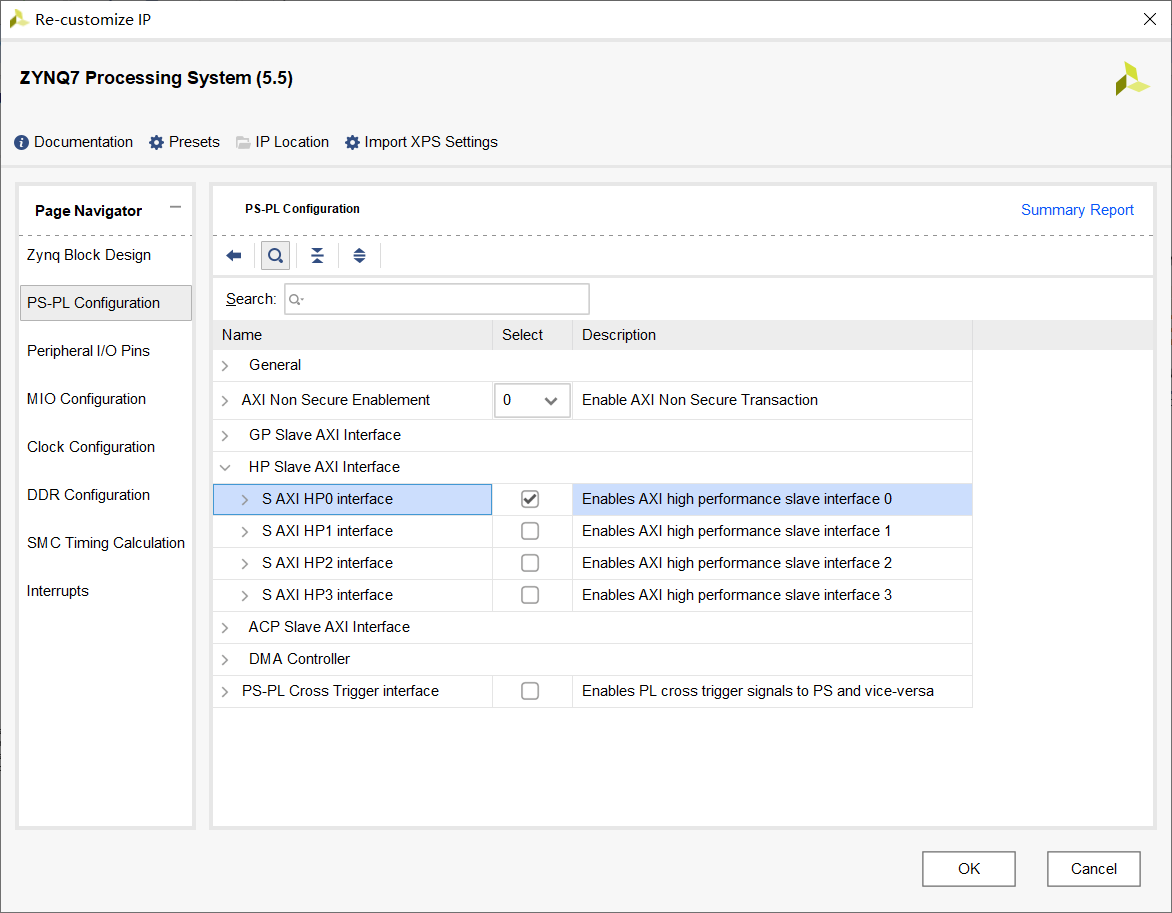 Re-customize IP
ZYNQ7 Processing System (5.5)
Documentation Presets IP Location Import XPS Settings
Page Navigator
Zynq Block Design
PS-PL Configuration
Peripheral I/O Pins
MIO Configuration
Clock Configuration
DDR Configuration
SMC Timing Calculation
Interrupts
PS-PL Configuration Summary Report
Search:
Name Select Description
General
AXI Non Secure Enablement 0 Enable AXI Non Secure Transaction
GP Slave AXI Interface
HP Slave AXI Interface
S AXI HP0 interface Enables AXI high performance slave interface 0
S AXI HP1 interface Enables AXI high performance slave interface 1
S AXI HP2 interface Enables AXI high performance slave interface 2
S AXI HP3 interface Enables AXI high performance slave interface 3
ACP Slave AXI Interface
DMA Controller
PS-PL Cross Trigger interface Enables PL cross trigger signals to PS and vice-versa
OK Cancel